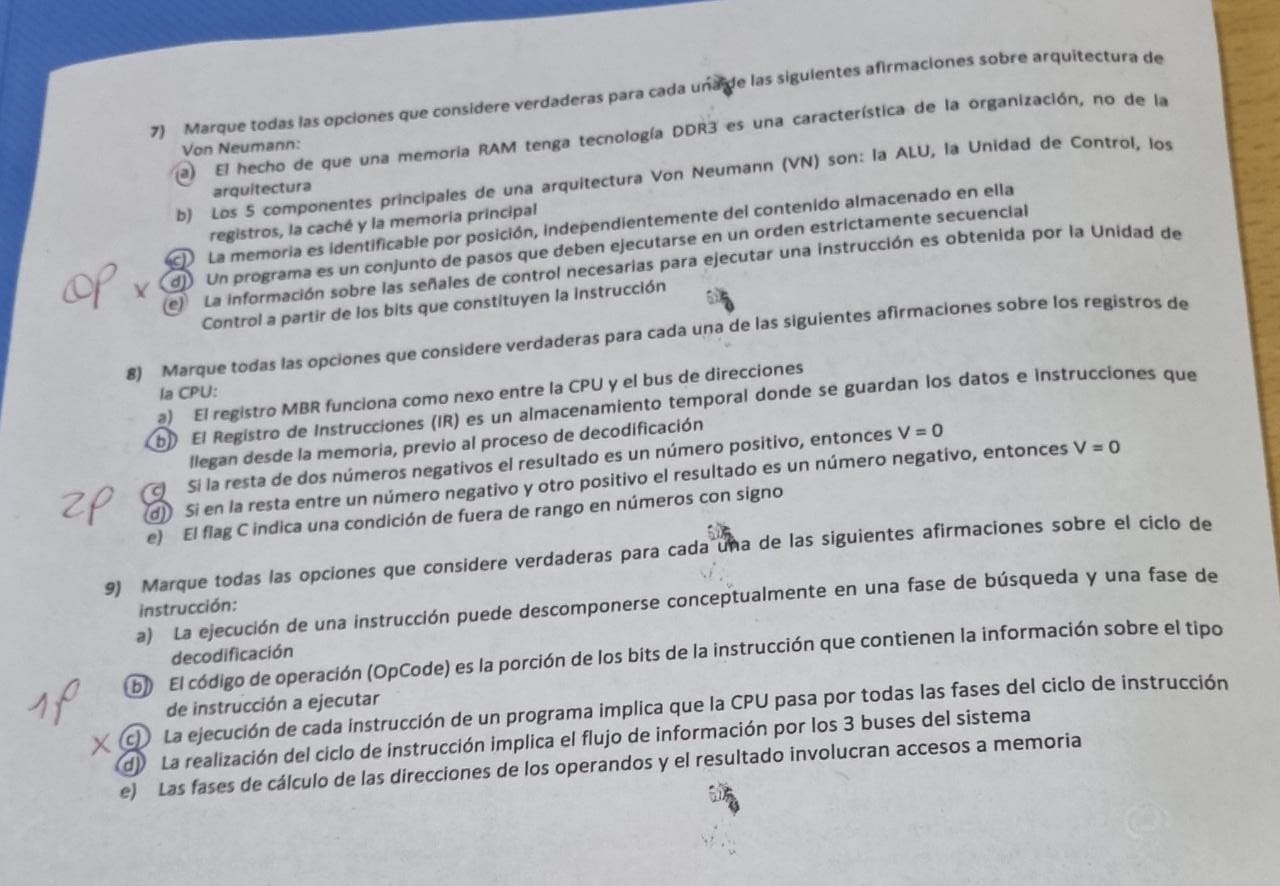 7) Marque todas las opciones que considere verdaderas para cada una de las siguientes afirmaciones sobre arquitectura de
Von Neumann:
a) El hecho de que una memoria RAM tenga tecnología DDR3 es una característica de la organización, no de la
arquitectura
b) Los 5 componentes principales de una arquitectura Von Neumann (VN) son: la ALU, la Unidad de Control, los
registros, la caché y la memoria principal
c) La memoria es identificable por posición, independientemente del contenido almacenado en ella
0P x d) Un programa es un conjunto de pasos que deben ejecutarse en un orden estrictamente secuencial
e) La información sobre las señales de control necesarias para ejecutar una instrucción es obtenida por la Unidad de
Control a partir de los bits que constituyen la instrucción
8) Marque todas las opciones que considere verdaderas para cada una de las siguientes afirmaciones sobre los registros de
la CPU:
a) El registro MBR funciona como nexo entre la CPU y el bus de direcciones
b) El Registro de Instrucciones (IR) es un almacenamiento temporal donde se guardan los datos e instrucciones que
llegan desde la memoria, previo al proceso de decodificación
2P c) Si la resta de dos números negativos el resultado es un número positivo, entonces V = 0
d) Si en la resta entre un número negativo y otro positivo el resultado es un número negativo, entonces V = 0
e) El flag C indica una condición de fuera de rango en números con signo
9) Marque todas las opciones que considere verdaderas para cada una de las siguientes afirmaciones sobre el ciclo de
instrucción:
a) La ejecución de una instrucción puede descomponerse conceptualmente en una fase de búsqueda y una fase de
decodificación
1P b) El código de operación (OpCode) es la porción de los bits de la instrucción que contienen la información sobre el tipo
de instrucción a ejecutar
x c) La ejecución de cada instrucción de un programa implica que la CPU pasa por todas las fases del ciclo de instrucción
d) La realización del ciclo de instrucción implica el flujo de información por los 3 buses del sistema
e) Las fases de cálculo de las direcciones de los operandos y el resultado involucran accesos a memoria